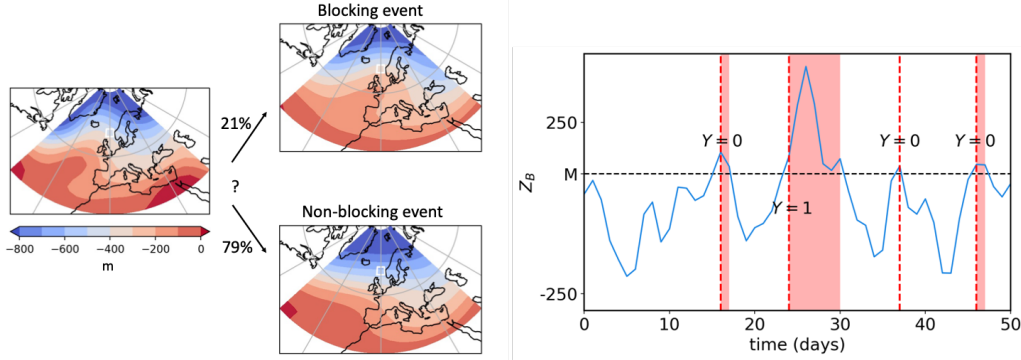 Blocking event
21%
?
79%
Non-blocking event
−800 −600 −400 −200 0
m
250
M
-250
Z_B
Y = 0
Y = 1
Y = 0
Y = 0
0 10 20 30 40 50
time (days)